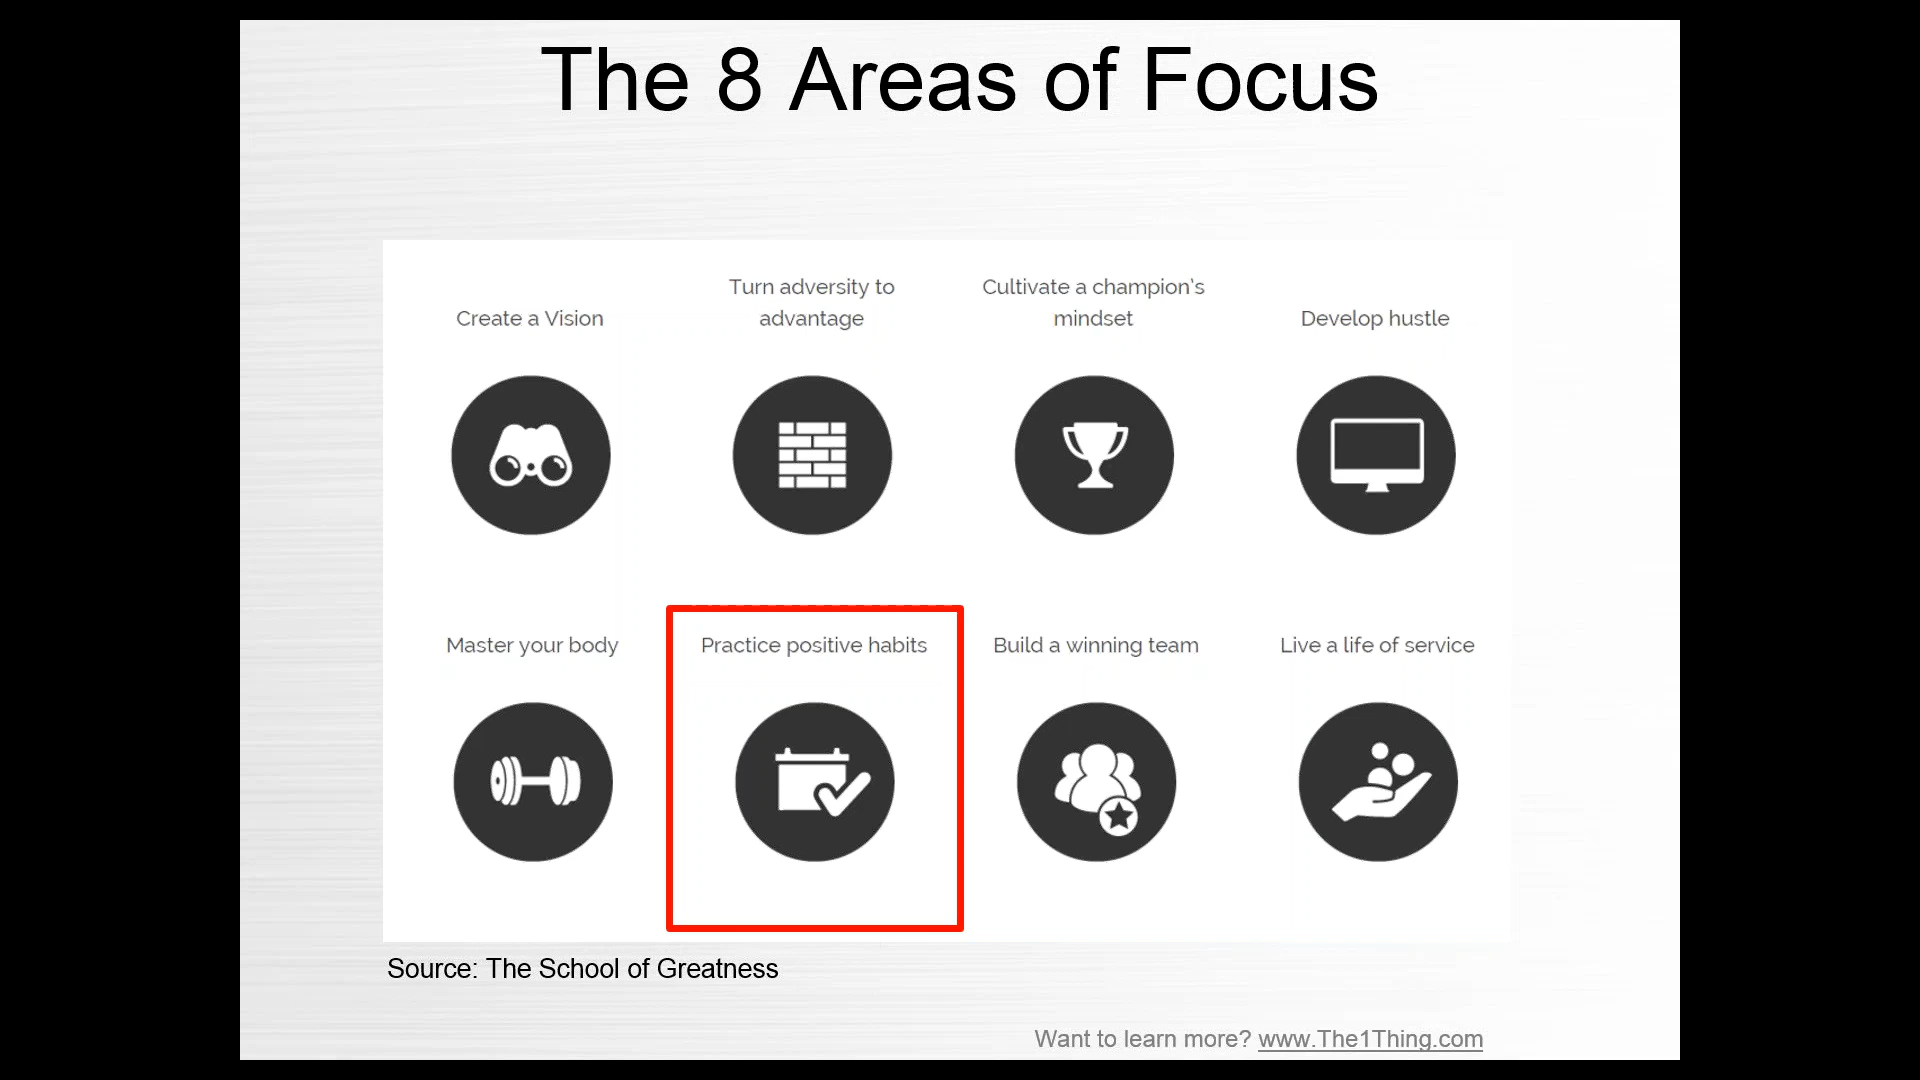 The 8 Areas of Focus
Create a Vision
Turn adversity to
advantage
Cultivate a champion's
mindset
Develop hustle
Master your body
Practice positive habits
Build a winning team
Live a life of service
Source: The School of Greatness
Want to learn more? www.The1Thing.com